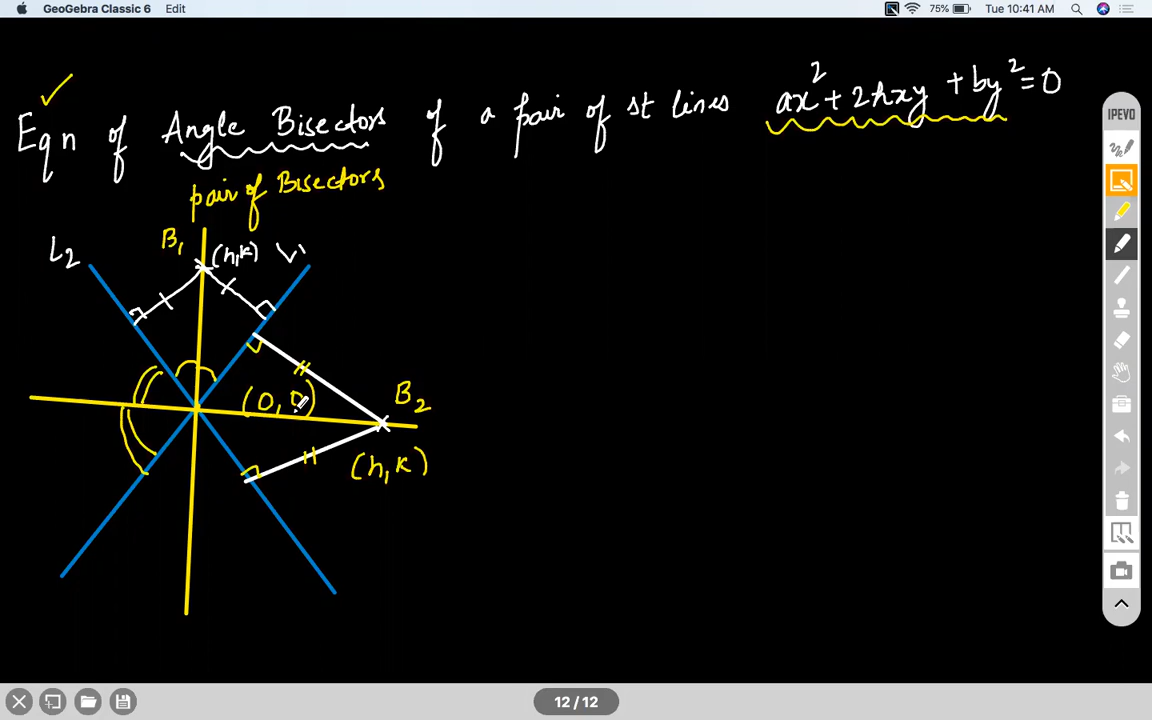 GeoGebra Classic 6 Edit 75% Tue 10:41 AM
Eqn of Angle Bisectors of a pair of st lines ax²+2hxy+by²=0
IPEVO
pair of Bisectors
B₁
(h,k)
L₂
L₁
(0,0)
B₂
(h,k)
12/12